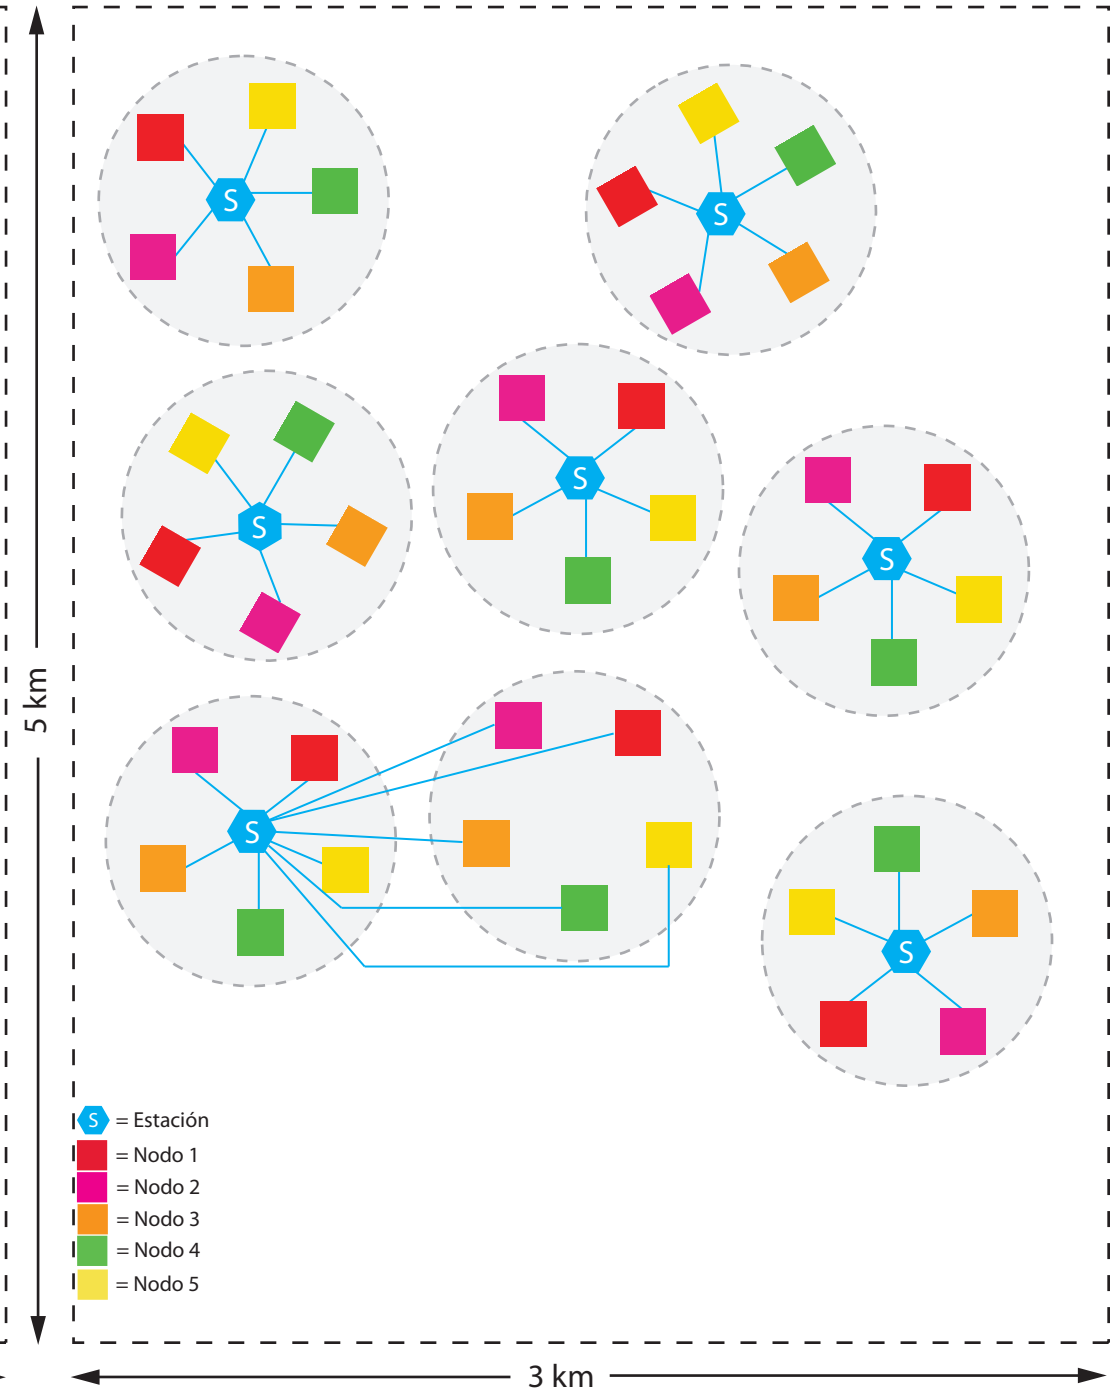 S
S
S
S
S
5 km
S
S
S = Estación
= Nodo 1
= Nodo 2
= Nodo 3
= Nodo 4
= Nodo 5
3 km